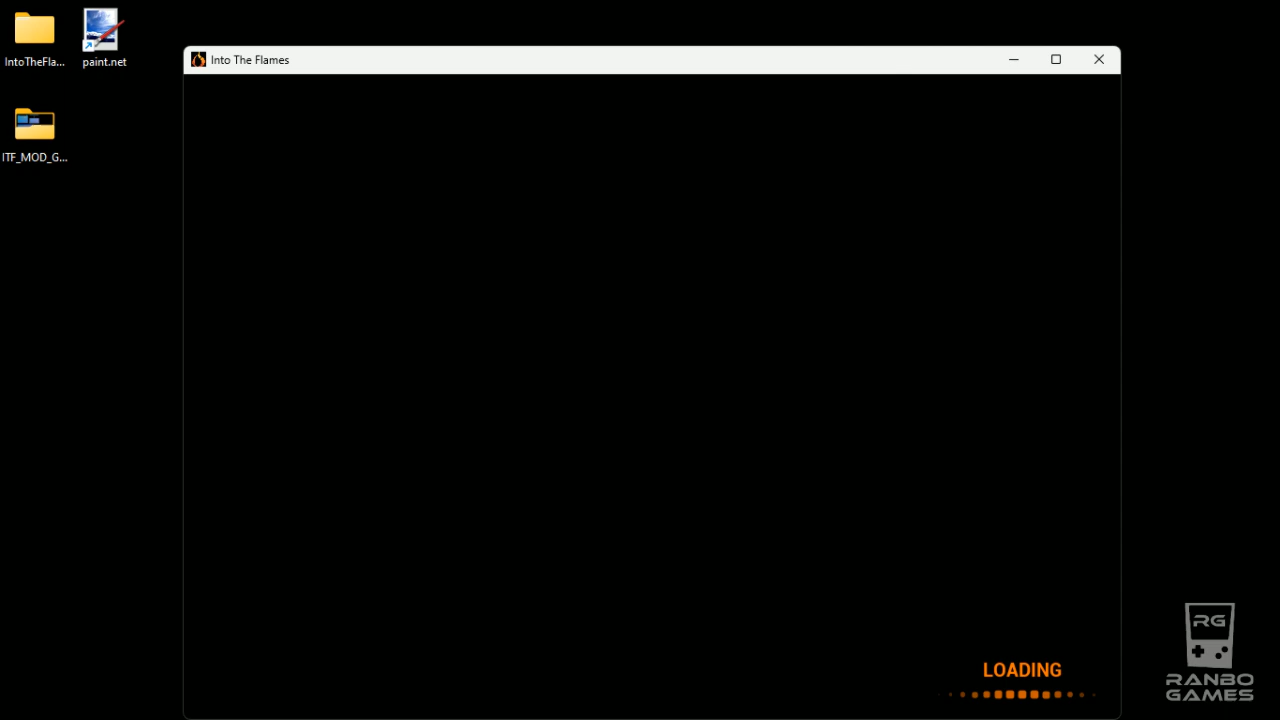 IntoTheFla...
paint.net
Into The Flames
ITF_MOD_G...
LOADING
RG
RANBO
GAMES